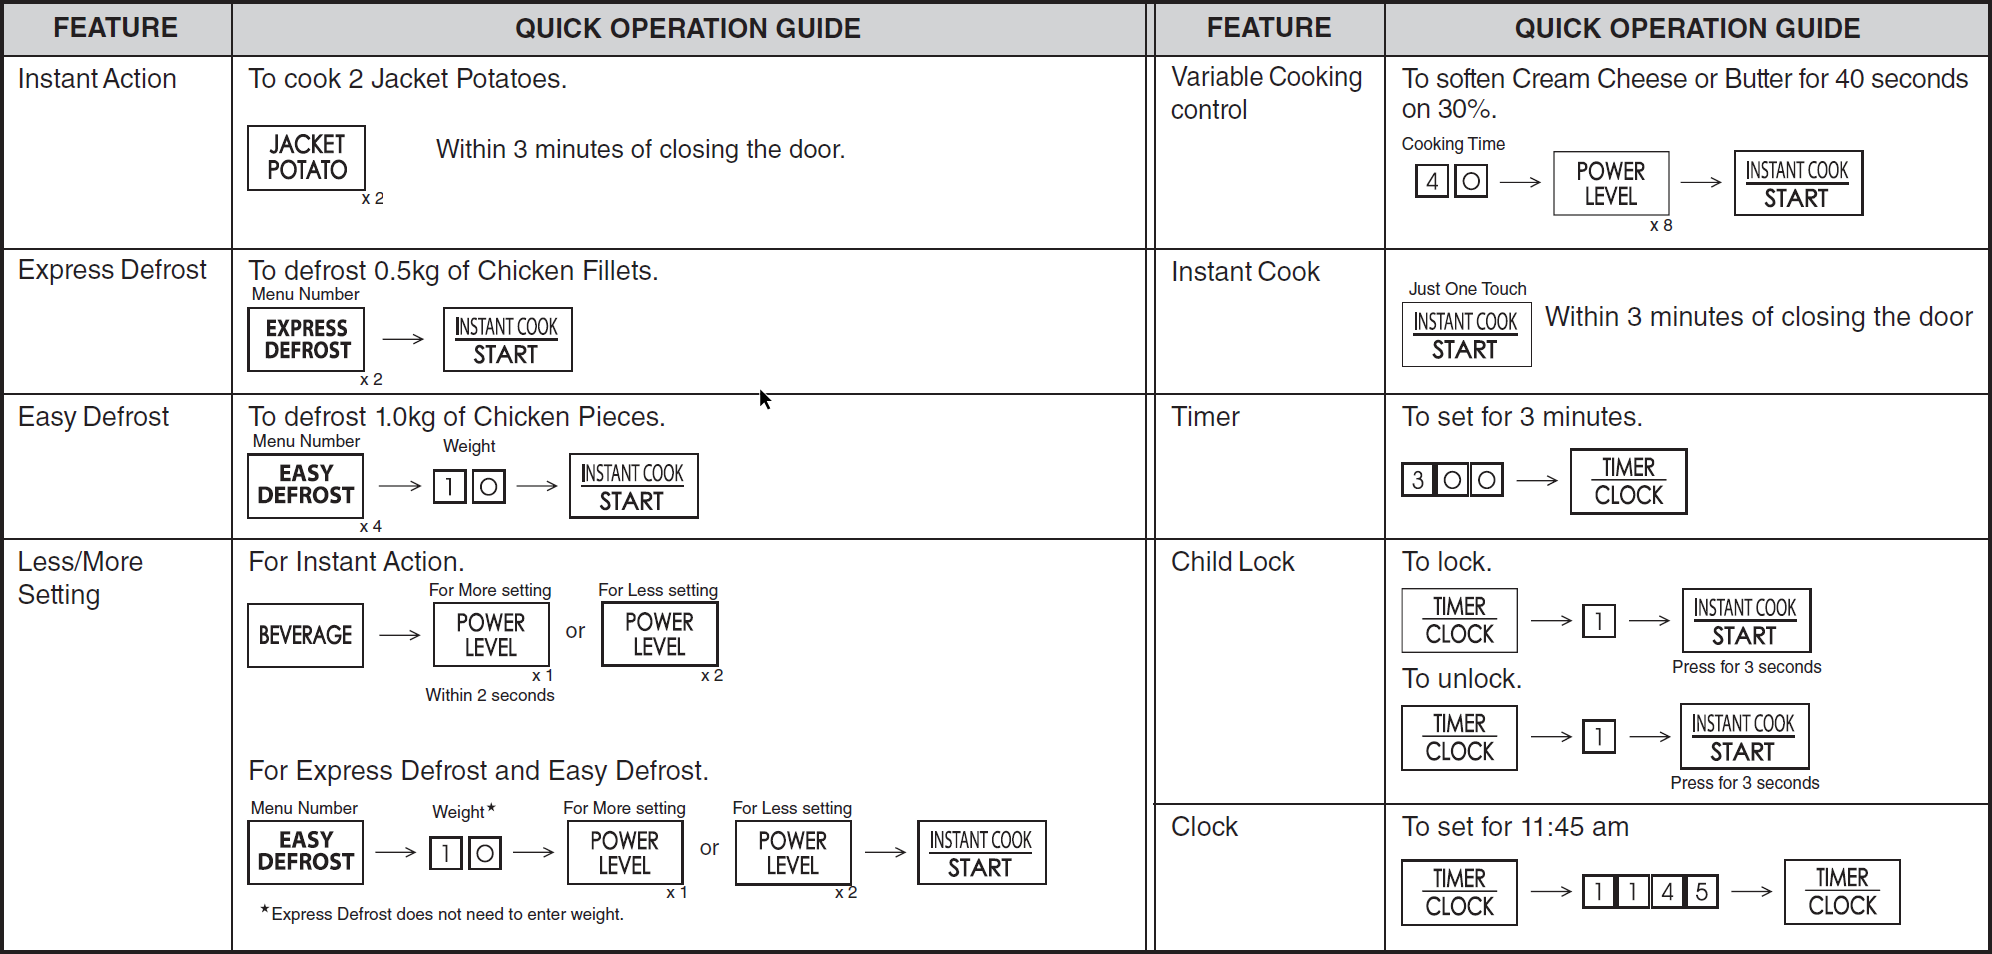 FEATURE
QUICK OPERATION GUIDE
Instant Action
To cook 2 Jacket Potatoes.
JACKET
POTATO
x 2
Within 3 minutes of closing the door.
Express Defrost
To defrost 0.5kg of Chicken Fillets.
Menu Number
EXPRESS
DEFROST
x 2
INSTANT COOK
START
Easy Defrost
To defrost 1.0kg of Chicken Pieces.
Menu Number
Weight
EASY
DEFROST
x 4
1 0
INSTANT COOK
START
Less/More
Setting
For Instant Action.
For More setting
For Less setting
BEVERAGE
POWER
LEVEL
x 1
or
POWER
LEVEL
x 2
Within 2 seconds
For Express Defrost and Easy Defrost.
Menu Number
Weight★
For More setting
For Less setting
EASY
DEFROST
1 0
POWER
LEVEL
x 1
or
POWER
LEVEL
x 2
INSTANT COOK
START
★Express Defrost does not need to enter weight.
FEATURE
QUICK OPERATION GUIDE
Variable Cooking
control
To soften Cream Cheese or Butter for 40 seconds
on 30%.
Cooking Time
4 0
POWER
LEVEL
x 8
INSTANT COOK
START
Instant Cook
Just One Touch
INSTANT COOK
START
Within 3 minutes of closing the door
Timer
To set for 3 minutes.
3 0 0
TIMER
CLOCK
Child Lock
To lock.
TIMER
CLOCK
1
INSTANT COOK
START
Press for 3 seconds
To unlock.
TIMER
CLOCK
1
INSTANT COOK
START
Press for 3 seconds
Clock
To set for 11:45 am
TIMER
CLOCK
1 1 4 5
TIMER
CLOCK